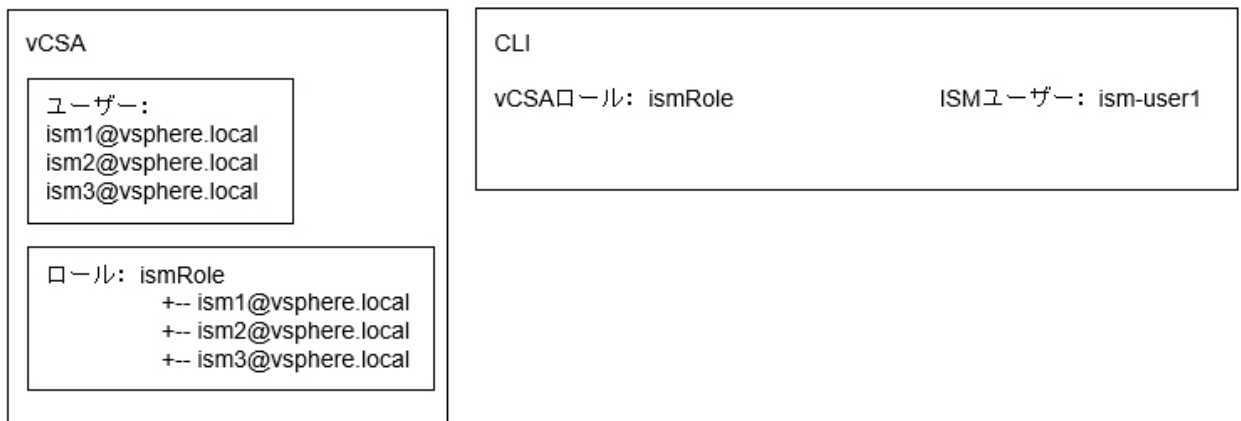 vCSA
ユーザー:
ism1@vsphere.local
ism2@vsphere.local
ism3@vsphere.local
ロール: ismRole
+-- ism1@vsphere.local
+-- ism2@vsphere.local
+-- ism3@vsphere.local
CLI
vCSAロール: ismRole ISMユーザー: ism-user1